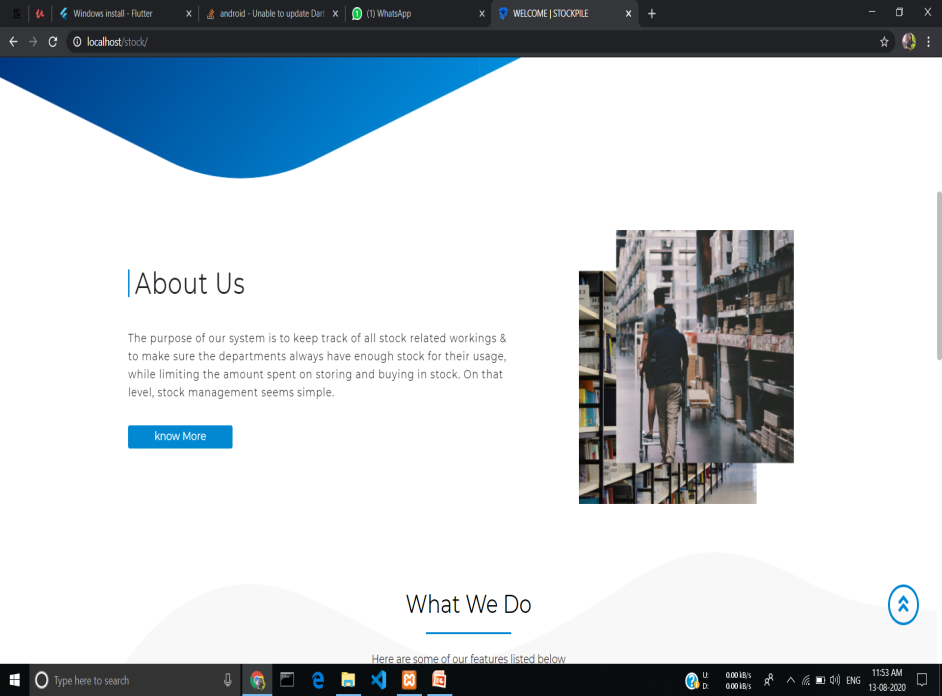 Windows install - Flutter
android - Unable to update Dart
(1) WhatsApp
WELCOME | STOCKPILE
localhost/stock/
About Us
The purpose of our system is to keep track of all stock related workings &
to make sure the departments always have enough stock for their usage,
while limiting the amount spent on storing and buying in stock. On that
level, stock management seems simple.
know More
What We Do
Here are some of our features listed below
Type here to search
U: 0.00 kB/s
D: 0.00 kB/s
ENG
11:53 AM
13-08-2020